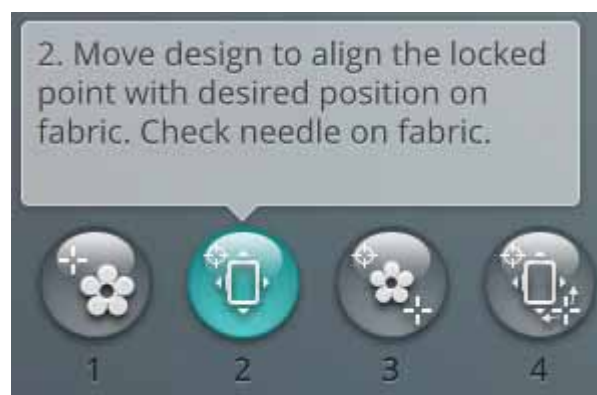 2. Move design to align the locked
point with desired position on
fabric. Check needle on fabric.
1 2 3 4